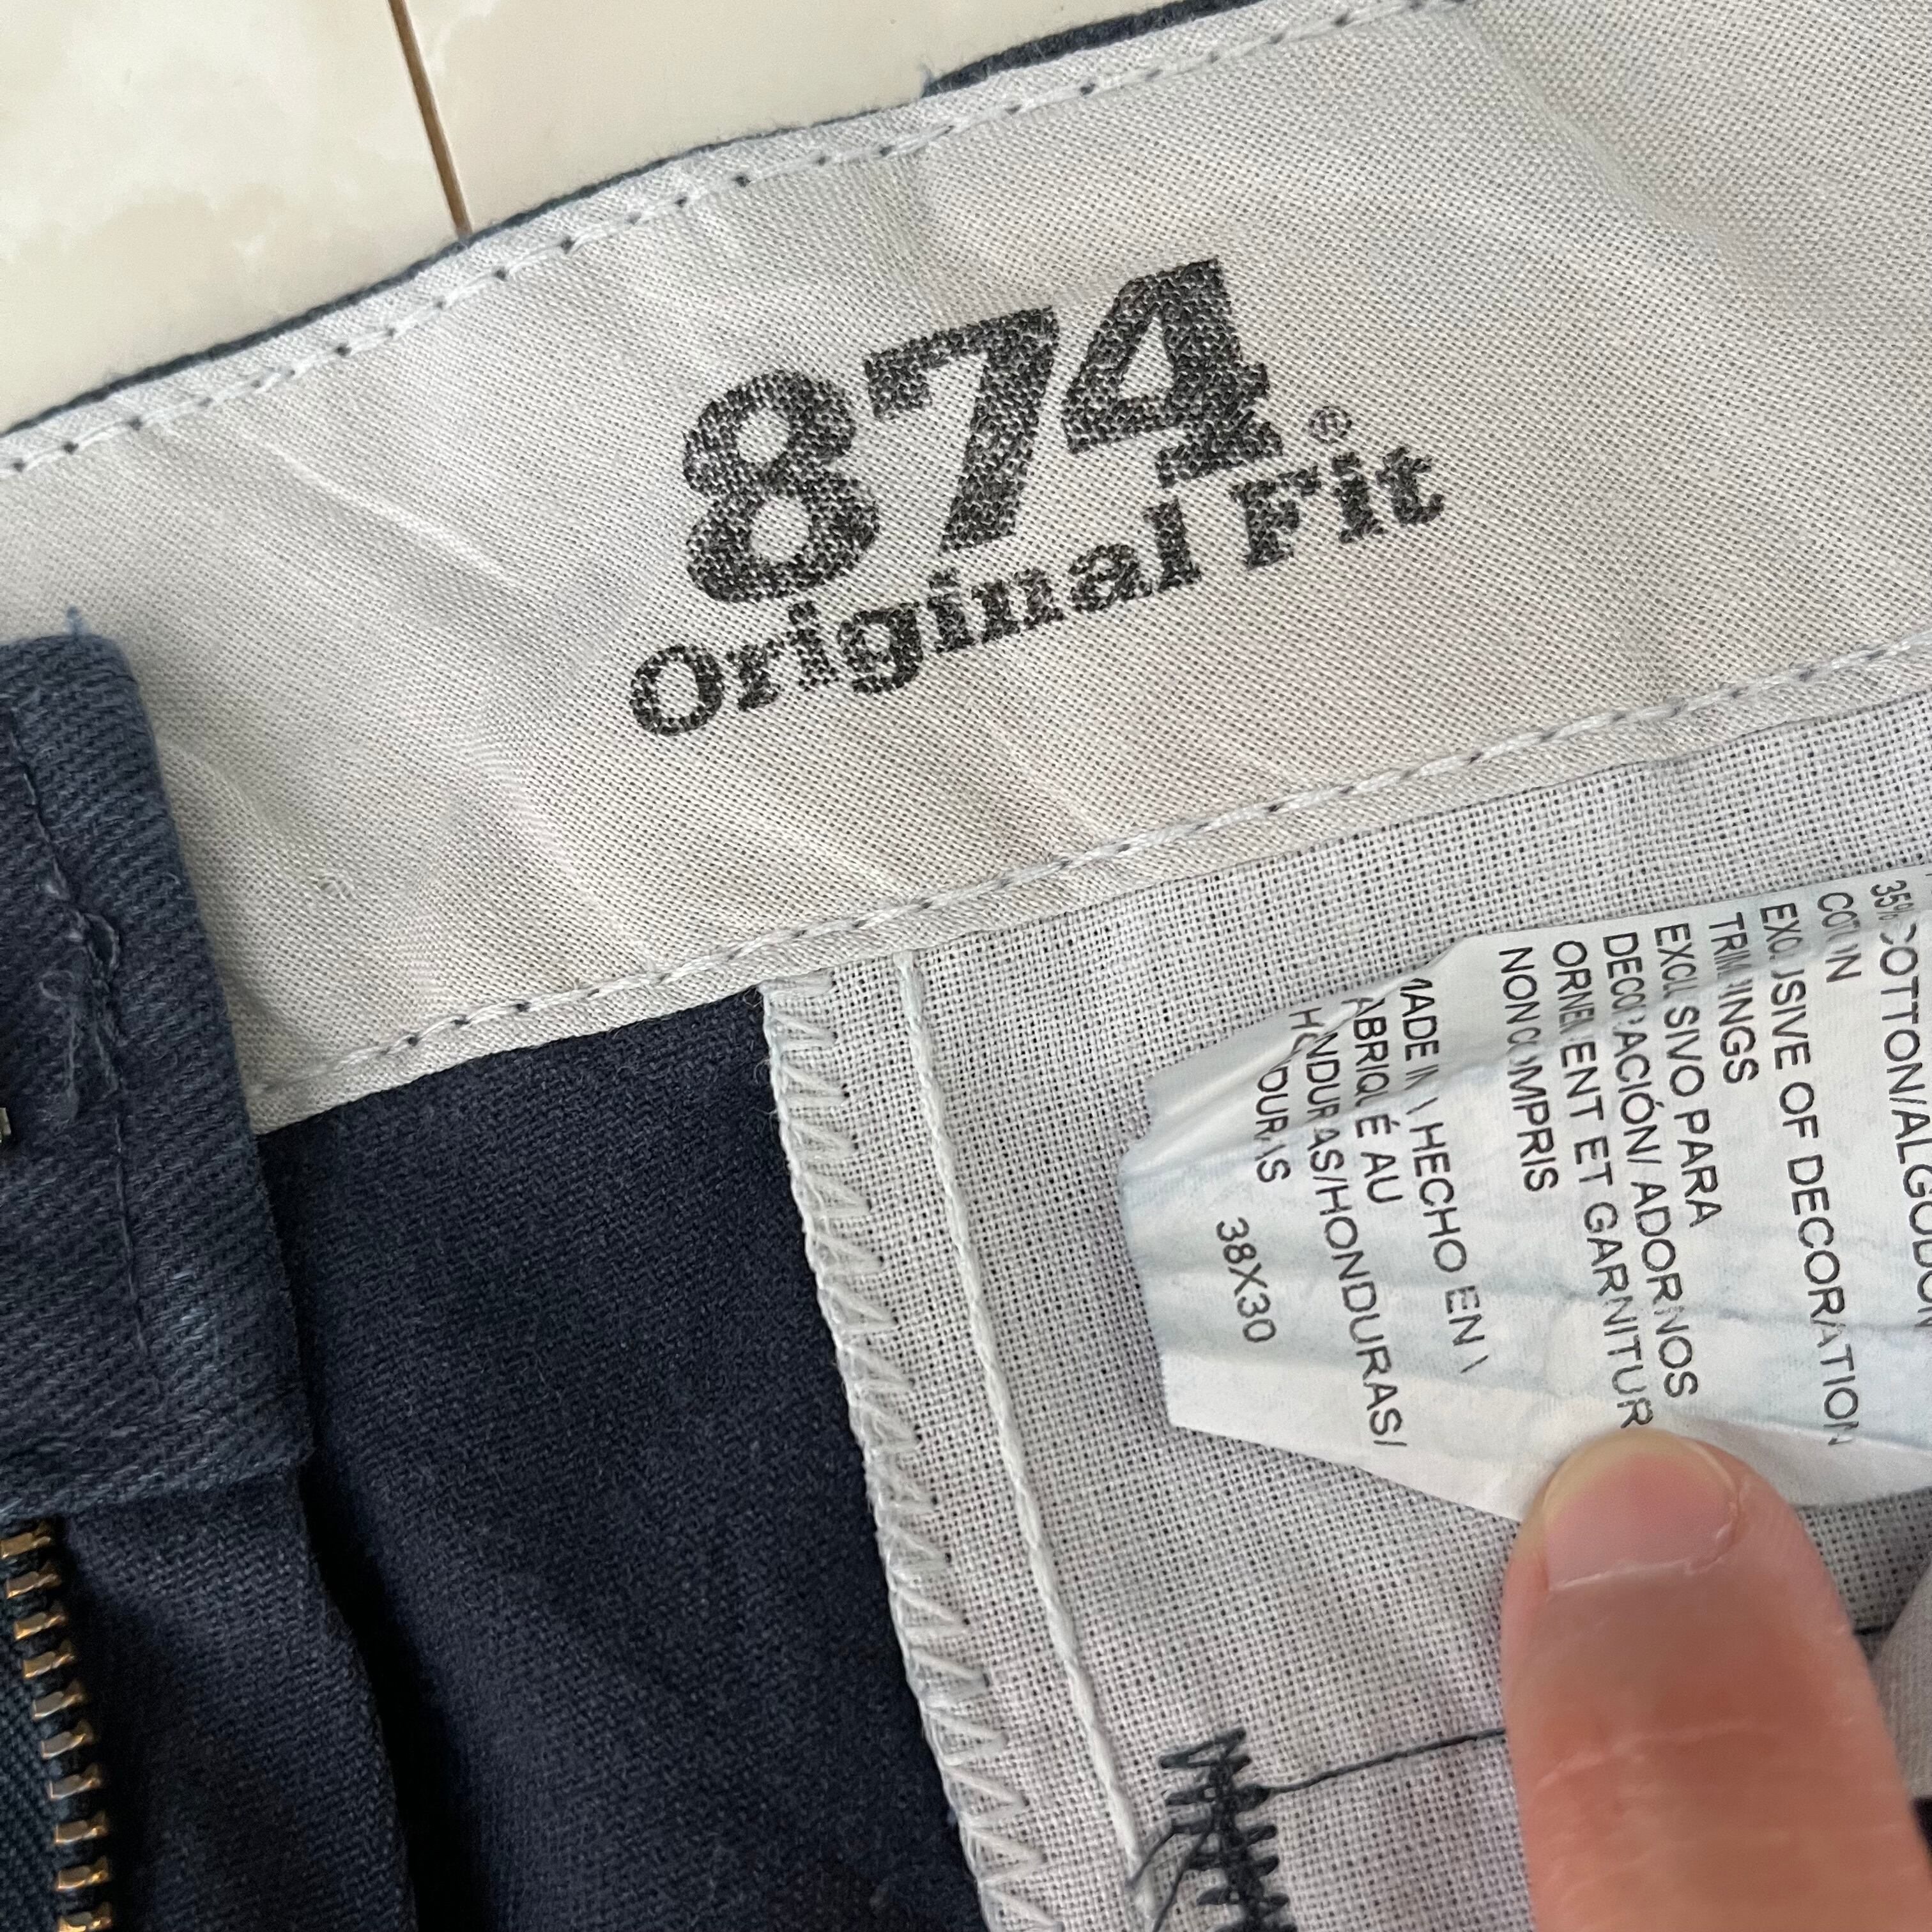 874®
Original Fit
35% COTTON/ALGODON
COTON
EXCLUSIVE OF DECORATION
TRIMMINGS
EXCLUSIVO PARA
DECORACIÓN/ ADORNOS
ORNEMENT ET GARNITUR
NON COMPRIS
MADE IN \ HECHO EN \
FABRIQUÉ AU
HONDURAS/HONDURAS/
HONDURAS
38X30